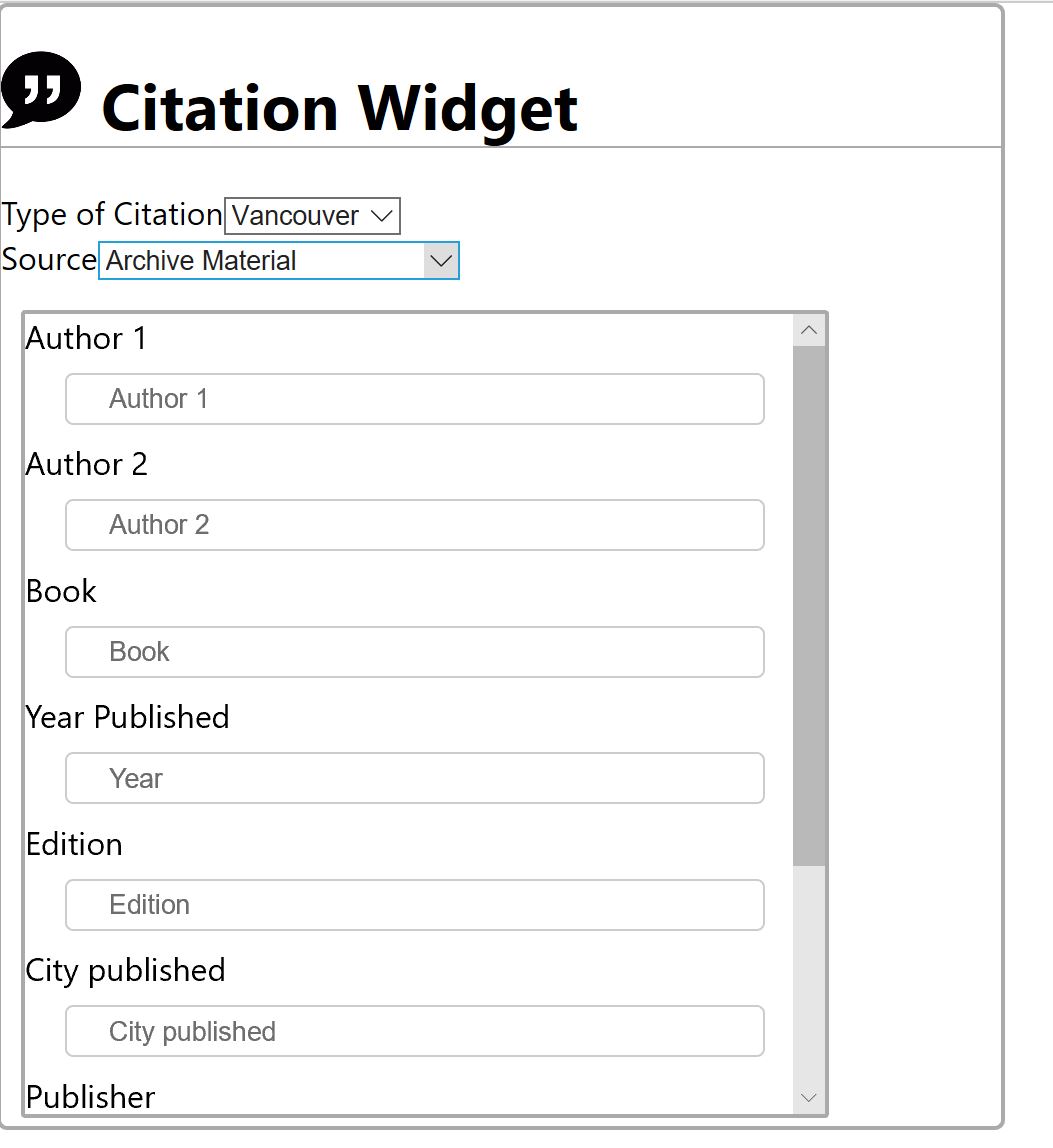 Citation Widget
Type of Citation Vancouver
Source Archive Material
Author 1
Author 1
Author 2
Author 2
Book
Book
Year Published
Year
Edition
Edition
City published
City published
Publisher